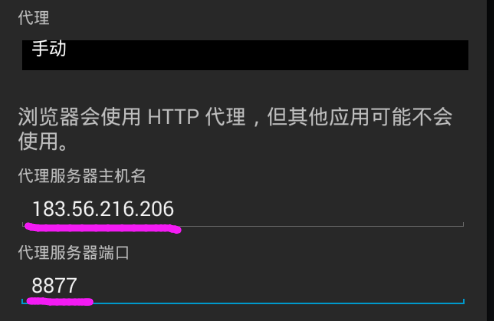 代理
手动
浏览器会使用 HTTP 代理，但其他应用可能不会
使用。
代理服务器主机名
183.56.216.206
代理服务器端口
8877